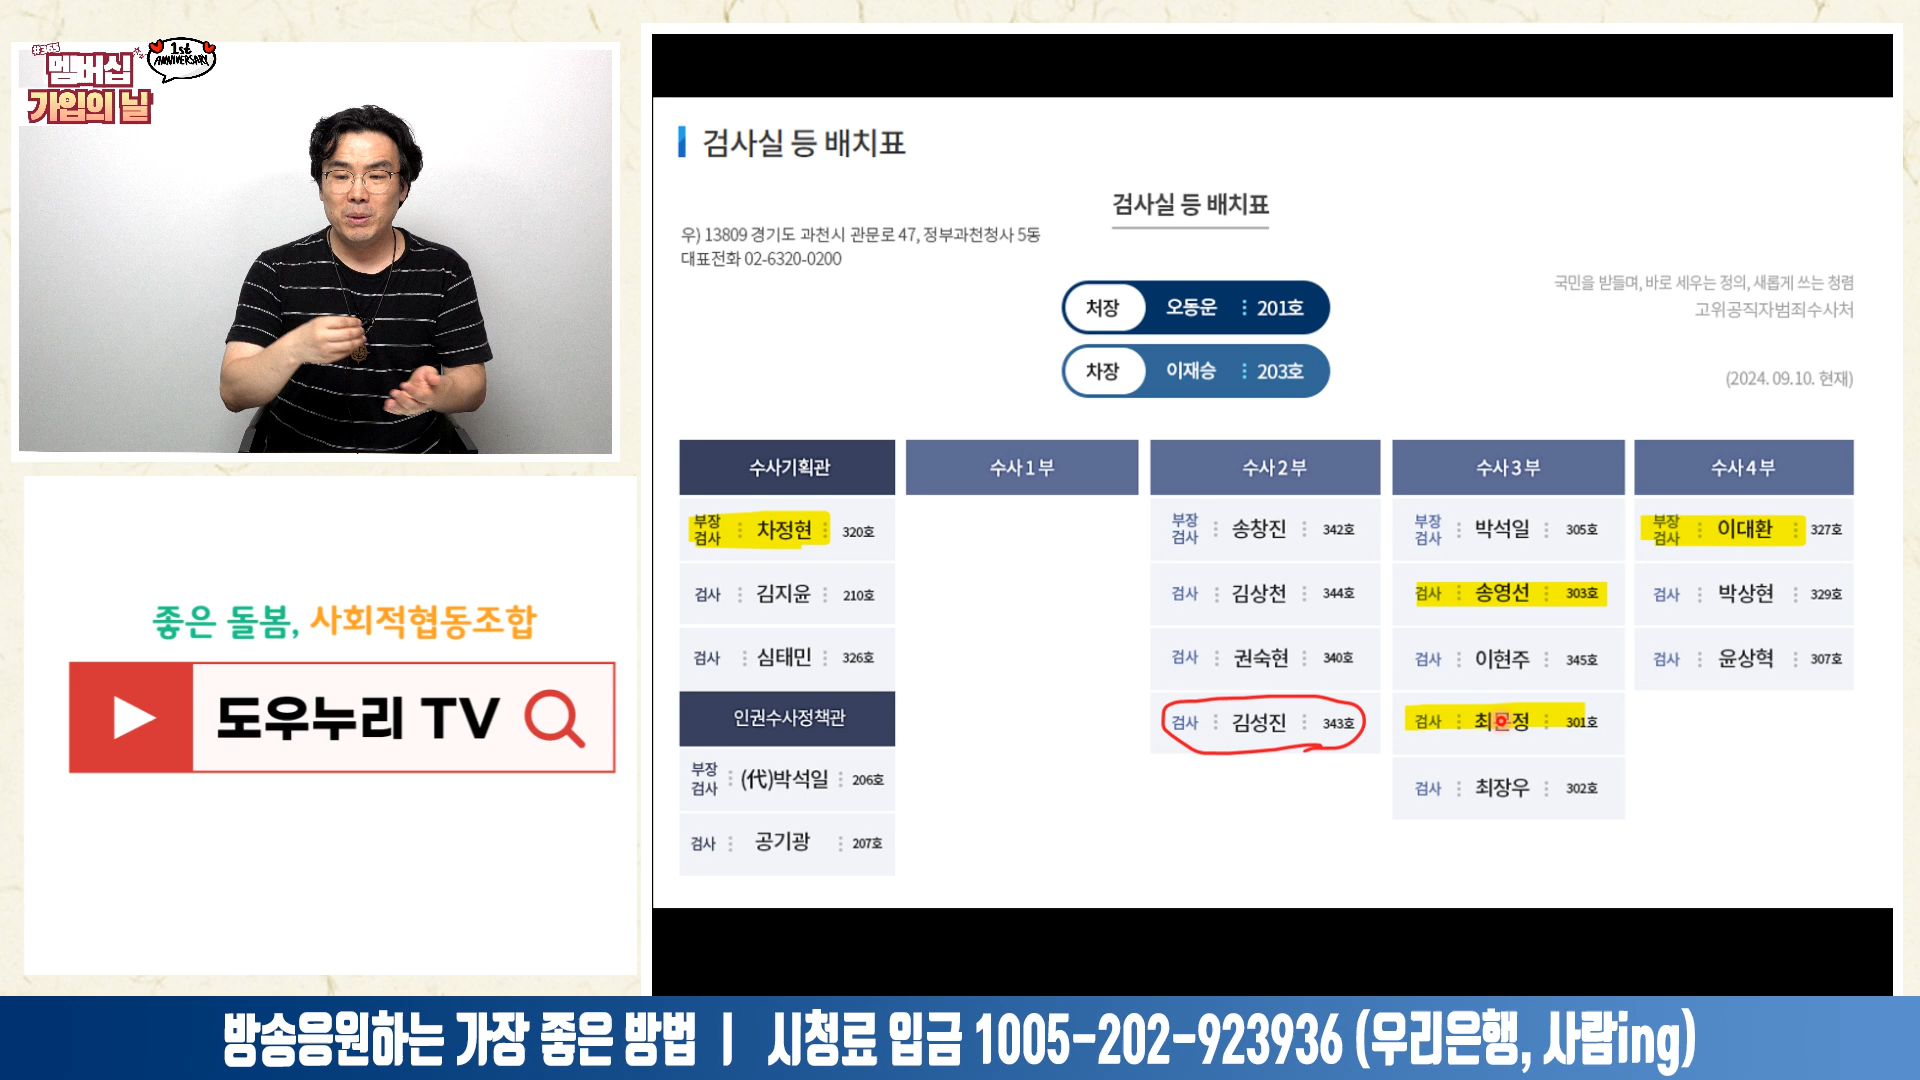 #365
멤버십
가입의 닐
1st
ANNIVERSARY!
좋은 돌봄, 사회적협동조합
도우누리 TV
검사실 등 배치표
검사실 등 배치표
우) 13809 경기도 과천시 관문로 47, 정부과천청사 5동
대표전화 02-6320-0200
처장 오동운 201호
차장 이재승 203호
국민을 받들며, 바로 세우는 정의, 새롭게 쓰는 청렴
고위공직자범죄수사처
(2024. 09.10. 현재)
수사기획관
부장
검사 차정현 320호
검사 김지윤 210호
검사 심태민 326호
인권수사정책관
부장
검사 (代)박석일 206호
검사 공기광 207호
수사1부
수사2부
부장
검사 송창진 342호
검사 김상천 344호
검사 권숙현 340호
검사 김성진 343호
수사3부
부장
검사 박석일 305호
검사 송영선 303호
검사 이현주 345호
검사 최 정 301호
검사 최장우 302호
수사4부
부장
검사 이대환 327호
검사 박상현 329호
검사 윤상혁 307호
방송응원하는 가장 좋은 방법 ㅣ 시청료 입금 1005-202-923936 (우리은행, 사람ing)